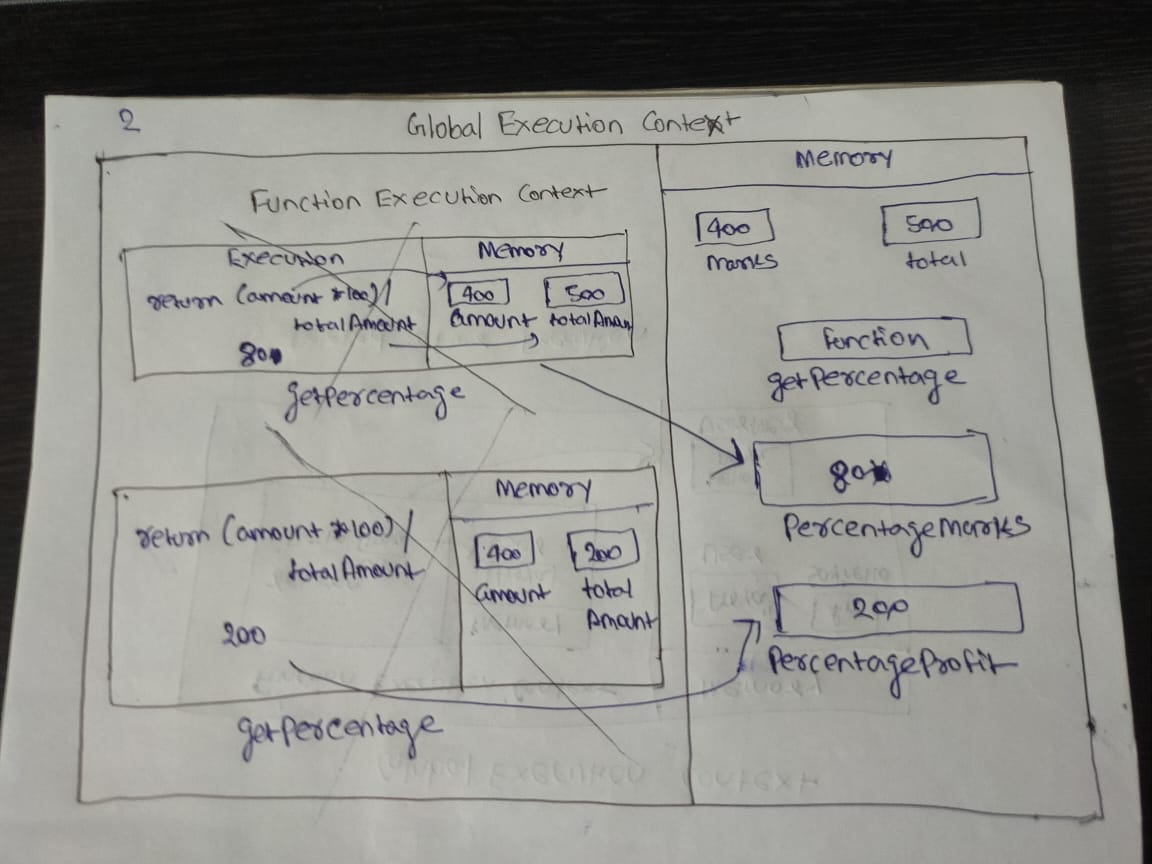 2
Global Execution Context
Memory
Function Execution Context
Execution
Memory
return (amount *100)/
totalAmount
80
400
500
amount
totalAmou
getPercentage
Memory
return (amount *100)/
totalAmount
200
400
200
amount
total
Amount
getPercentage
400
500
marks
total
Function
getPercentage
80
PercentageMarks
200
PercentageProfit